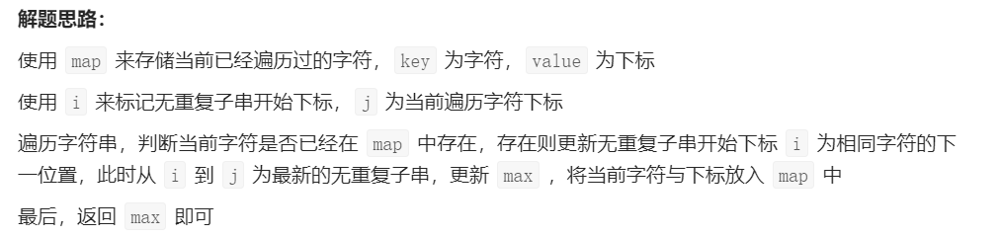 解题思路：
使用 map 来存储当前已经遍历过的字符， key 为字符， value 为下标
使用 i 来标记无重复子串开始下标， j 为当前遍历字符下标
遍历字符串，判断当前字符是否已经在 map 中存在，存在则更新无重复子串开始下标 i 为相同字符的下
一位置，此时从 i 到 j 为最新的无重复子串，更新 max ，将当前字符与下标放入 map 中
最后，返回 max 即可